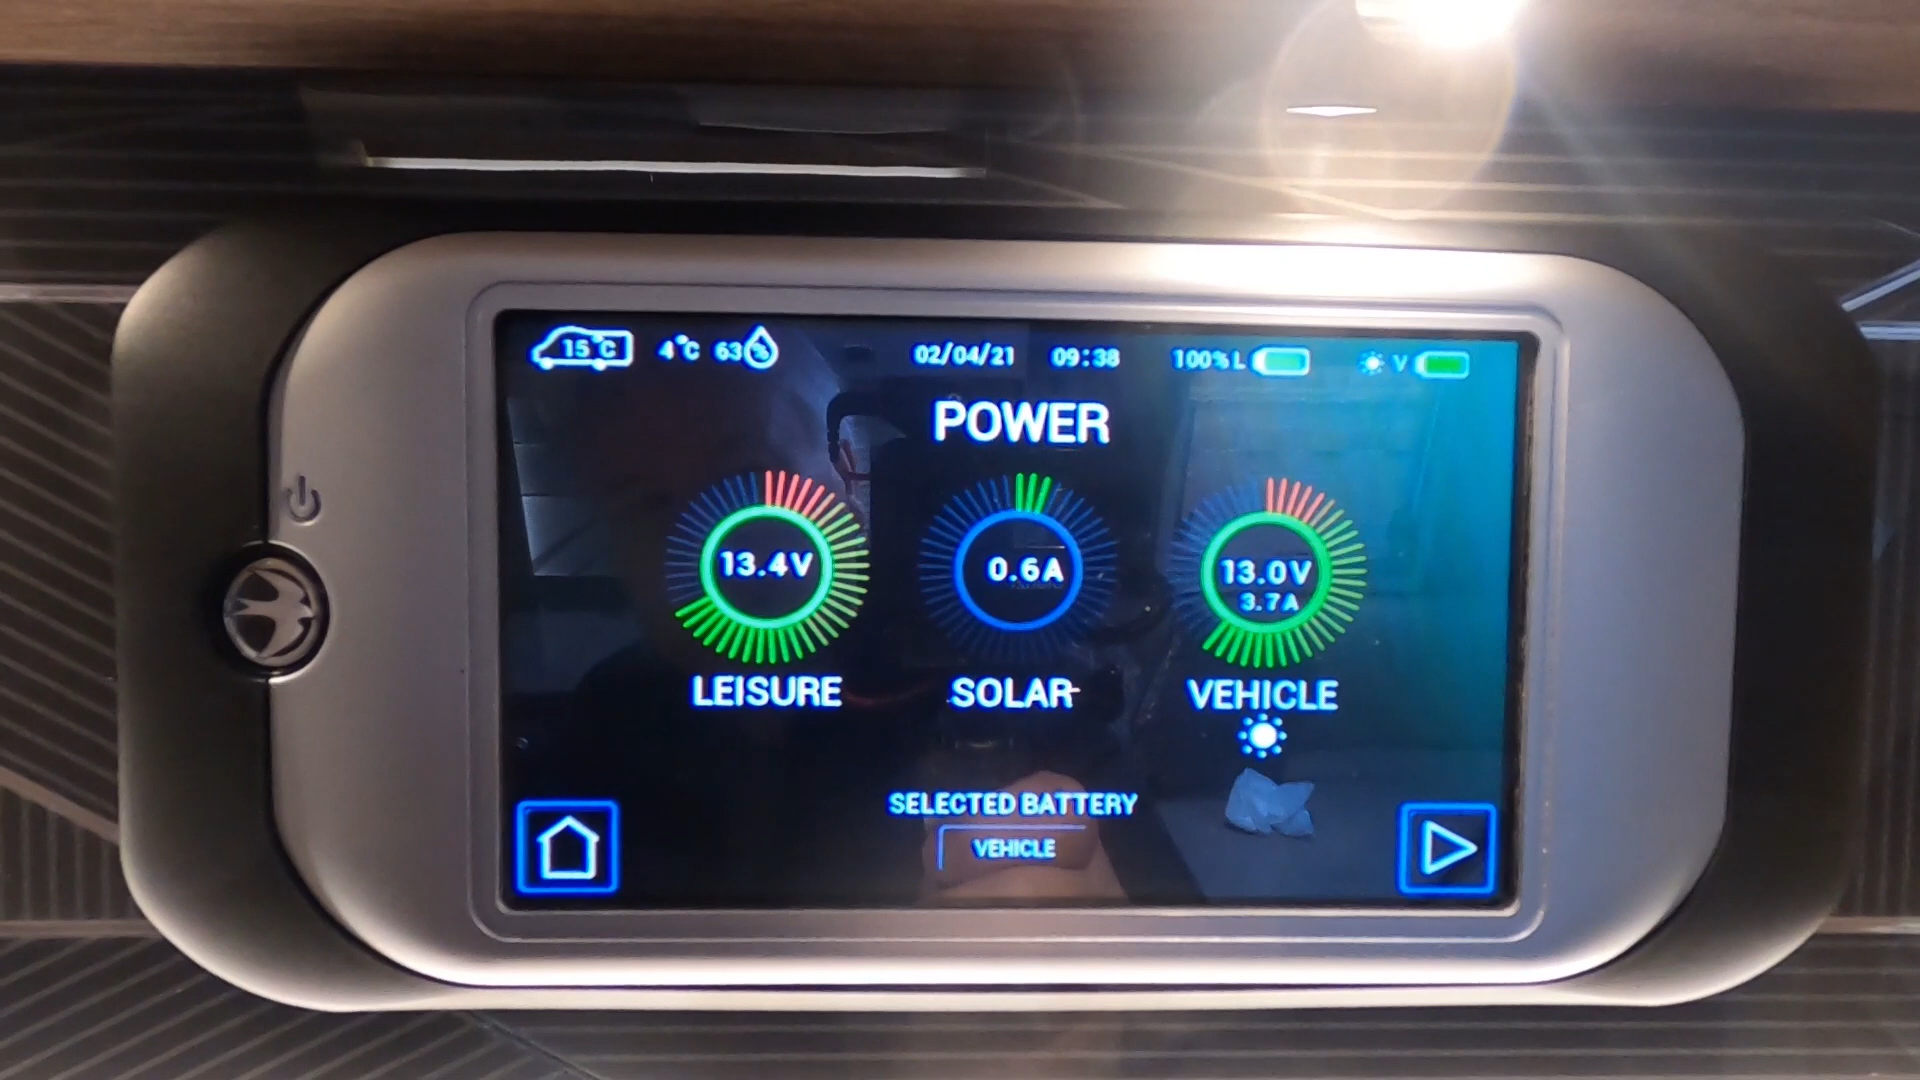 15°C 4°C 63% 02/04/21 09:38 100% L V
POWER
13.4V 0.6A 13.0V
3.7A
LEISURE SOLAR VEHICLE
SELECTED BATTERY
VEHICLE